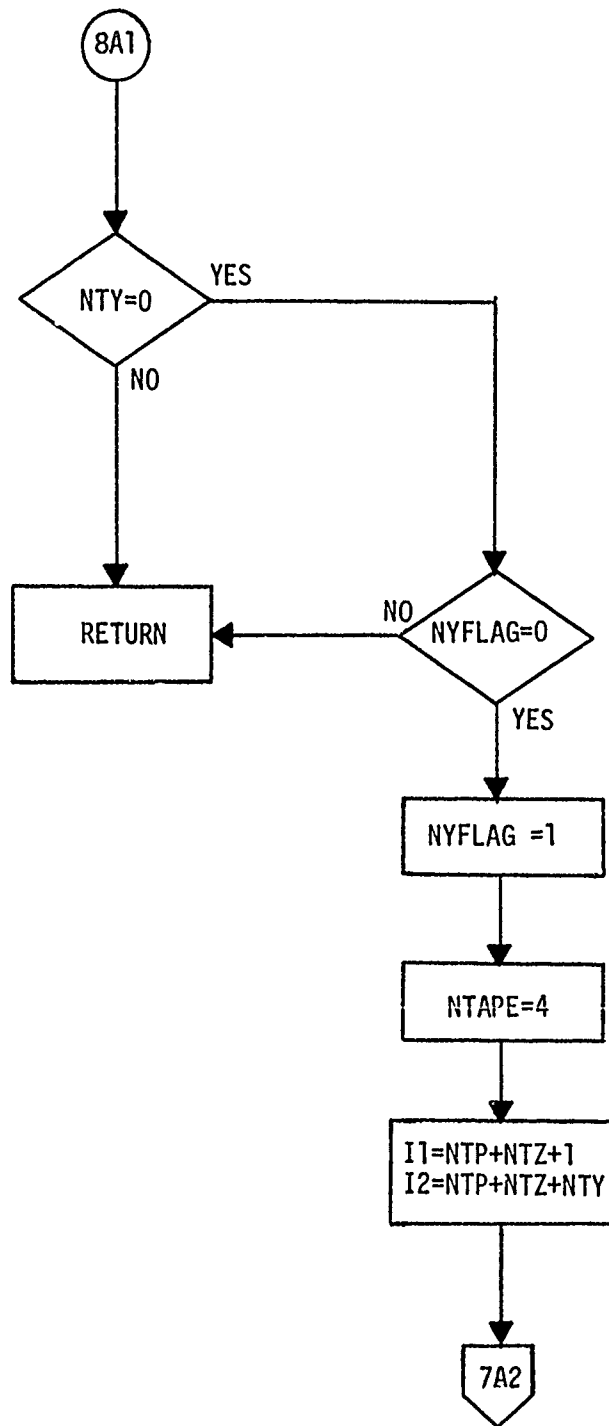 8A1
NTY=0
YES
NO
RETURN
NO
NYFLAG=0
YES
NYFLAG =1
NTAPE=4
I1=NTP+NTZ+1
I2=NTP+NTZ+NTY
7A2